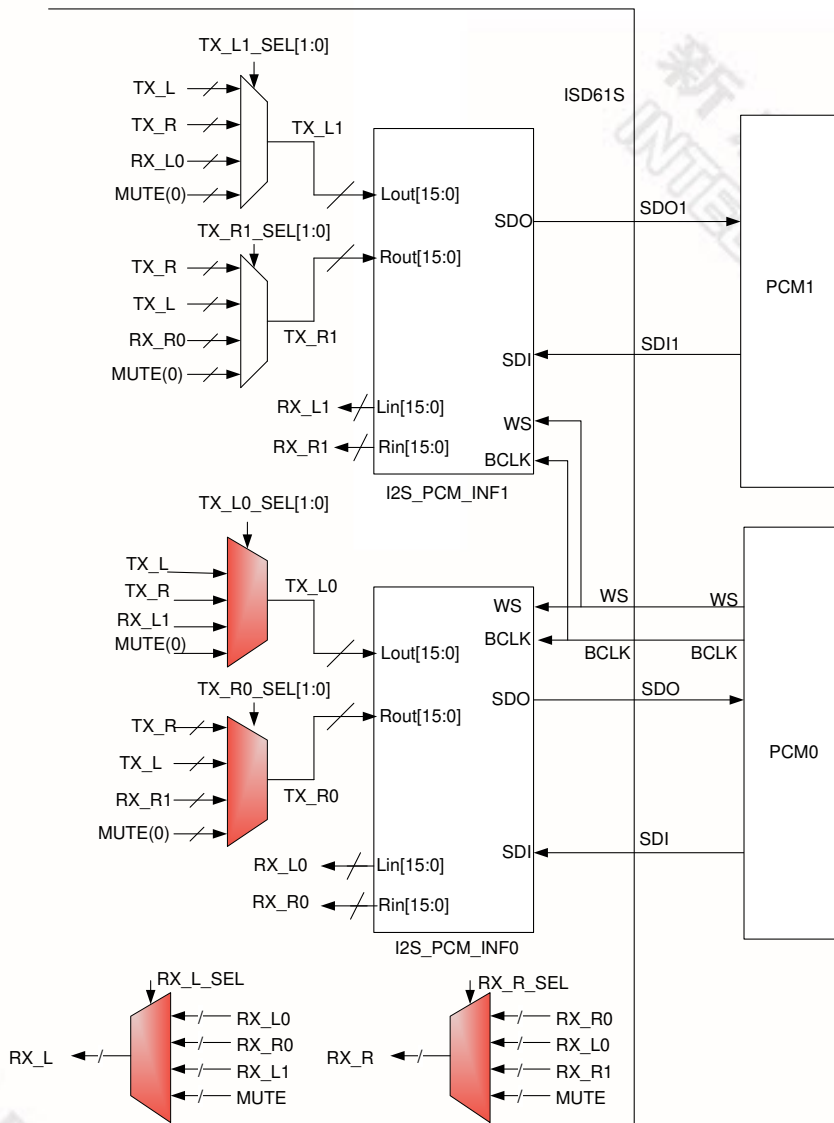 TX_L1_SEL[1:0]
ISD61S
TX_L
TX_R
RX_L0
MUTE(0)
TX_L1
Lout[15:0]
SDO
SDO1
TX_R1_SEL[1:0]
TX_R
TX_L
RX_R0
MUTE(0)
TX_R1
Rout[15:0]
PCM1
SDI
SDI1
RX_L1
Lin[15:0]
WS
RX_R1
Rin[15:0]
BCLK
I2S_PCM_INF1
TX_L0_SEL[1:0]
TX_L
TX_R
RX_L1
MUTE(0)
TX_L0
WS
WS
WS
BCLK
BCLK
BCLK
Lout[15:0]
TX_R0_SEL[1:0]
SDO
SDO
TX_R
TX_L
RX_R1
MUTE(0)
TX_R0
Rout[15:0]
PCM0
SDI
SDI
RX_L0
Lin[15:0]
RX_R0
Rin[15:0]
I2S_PCM_INF0
RX_L_SEL
RX_L
RX_L0
RX_R0
RX_L1
MUTE
RX_R_SEL
RX_R
RX_R0
RX_L0
RX_R1
MUTE
新
INTE